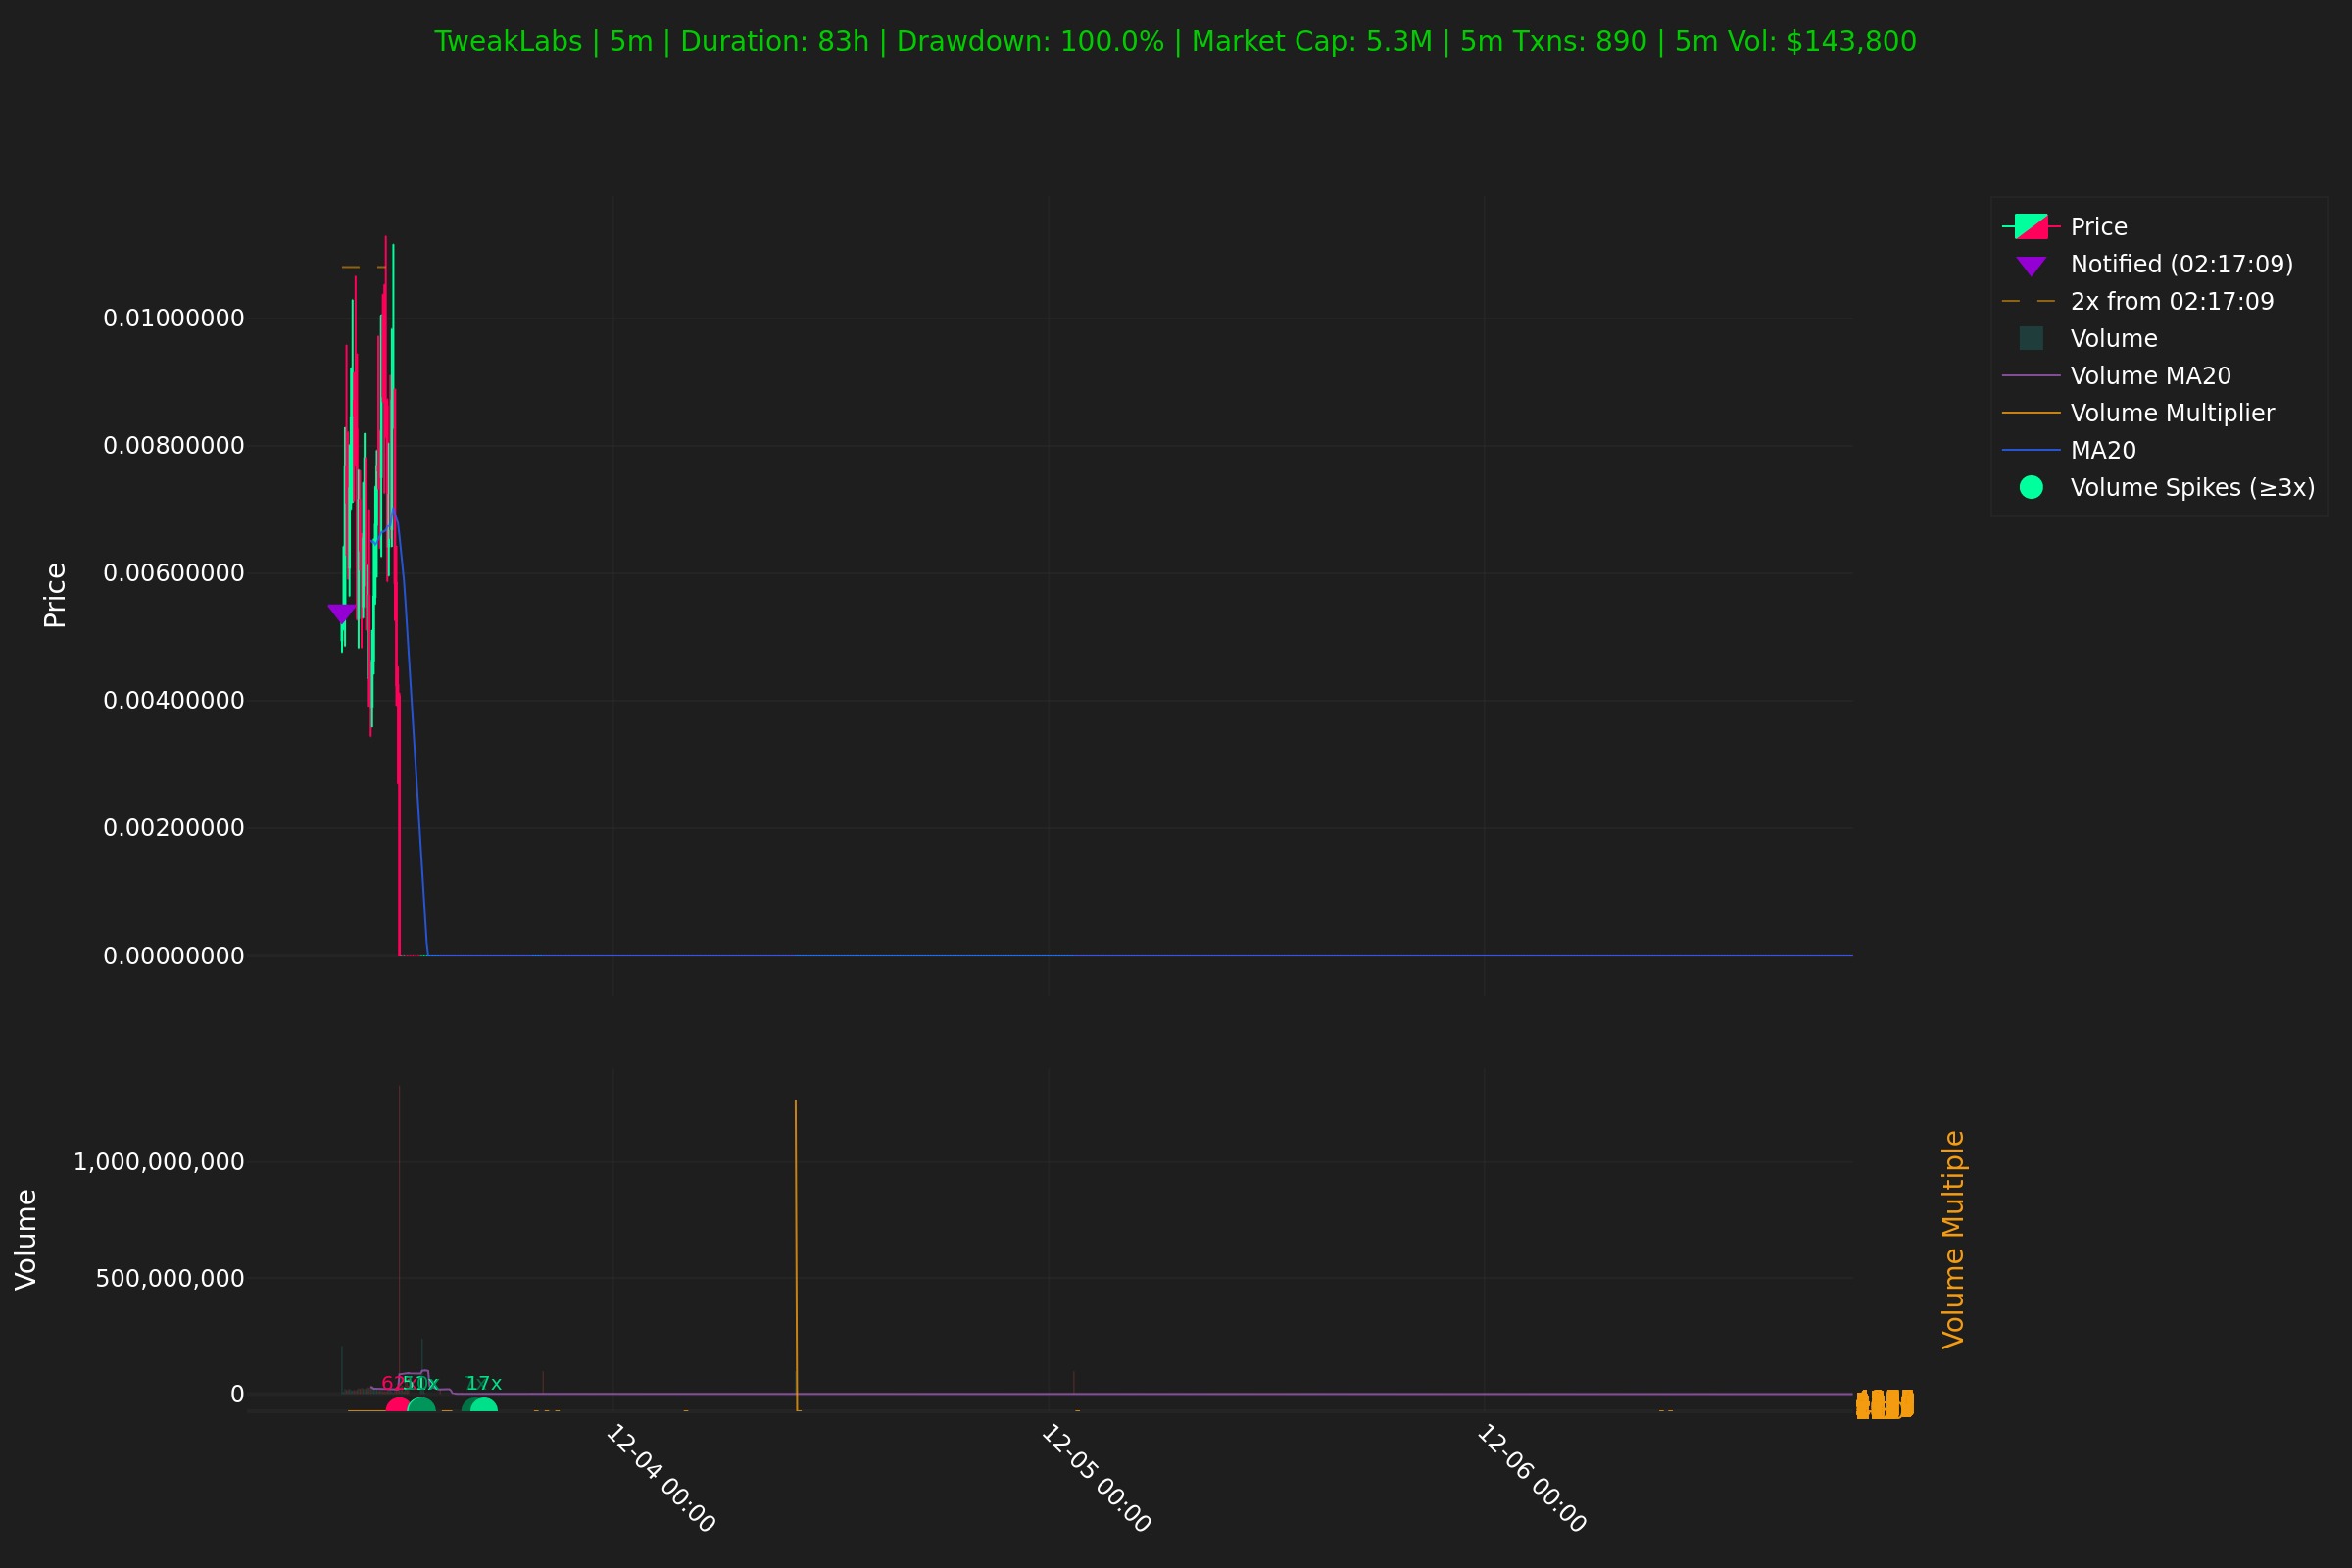 TweakLabs | 5m | Duration: 83h | Drawdown: 100.0% | Market Cap: 5.3M | 5m Txns: 890 | 5m Vol: $143,800
Price
Notified (02:17:09)
2x from 02:17:09
Volume
Volume MA20
Volume Multiplier
MA20
Volume Spikes (≥3x)
Price
0.01000000
0.00800000
0.00600000
0.00400000
0.00200000
0.00000000
Volume
1,000,000,000
500,000,000
0
51x
17x
Volume Multiple
12-04 00:00
12-05 00:00
12-06 00:00